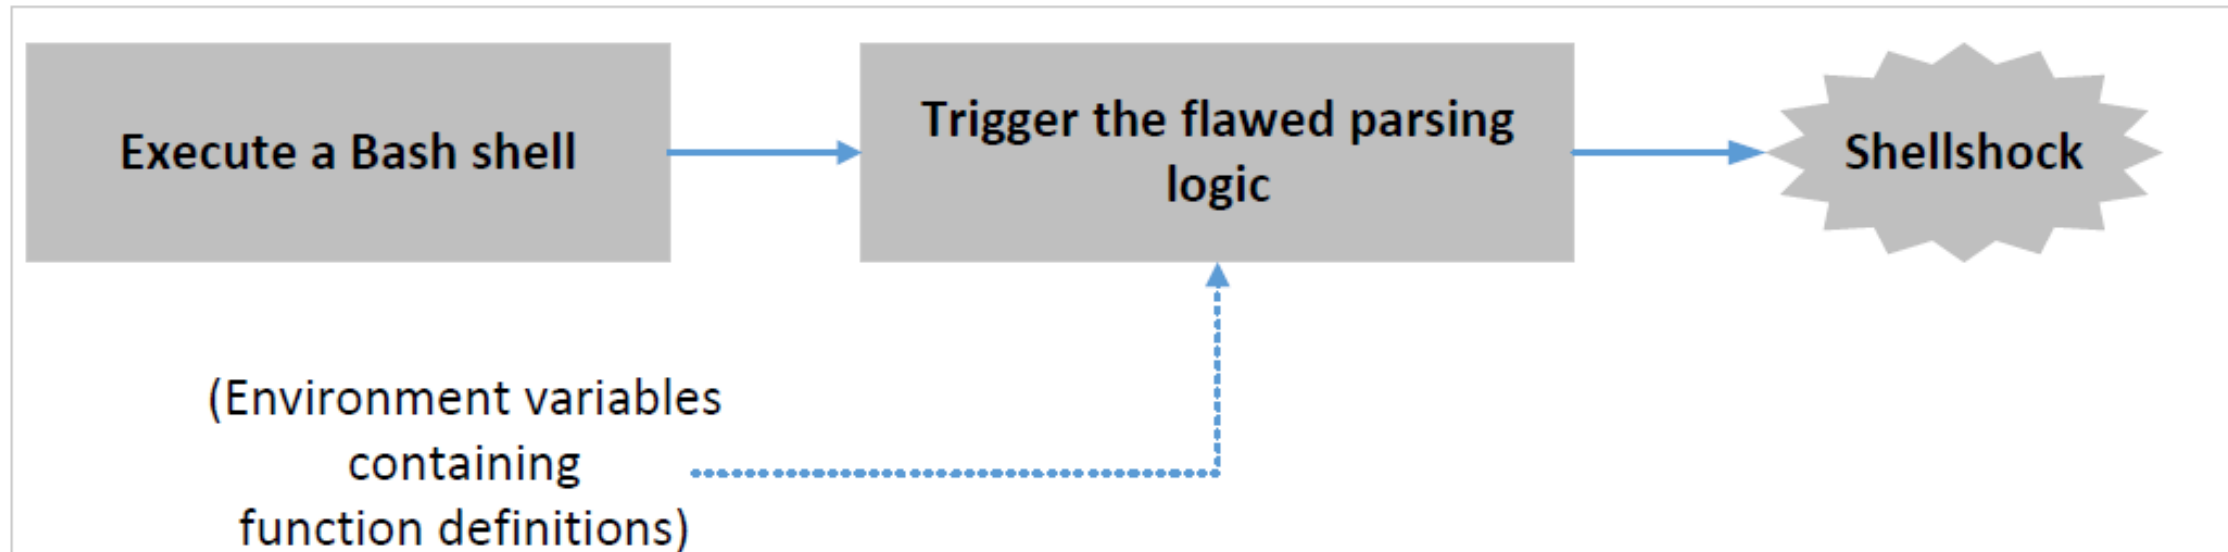 Execute a Bash shell
Trigger the flawed parsing
logic
Shellshock
(Environment variables
containing
function definitions)